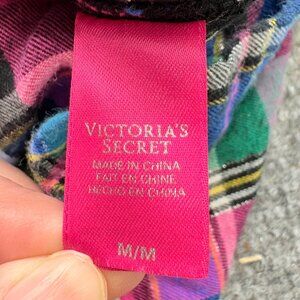 VICTORIA'S
SECRET
MADE IN CHINA
FAIT EN CHINE
HECHO EN CHINA
M/M